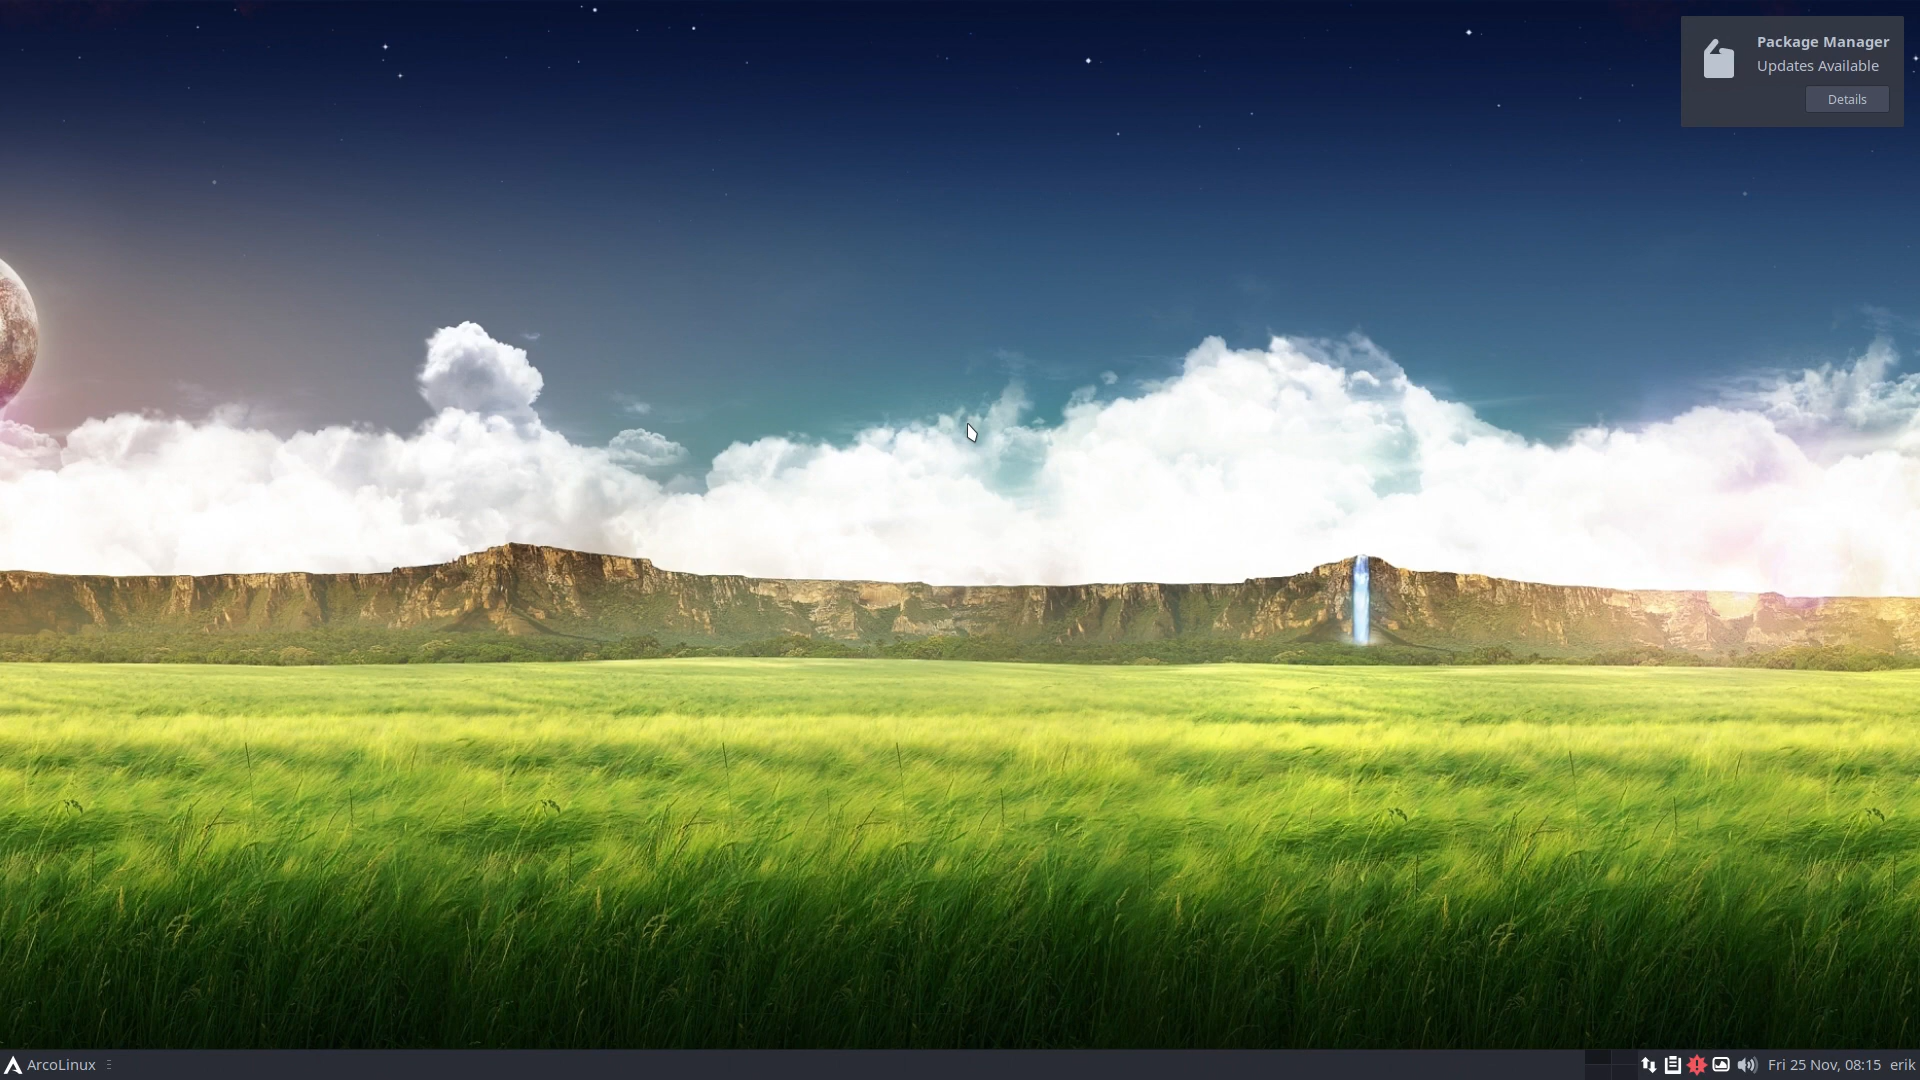 Package Manager
Updates Available
Details
ArcoLinux
Fri 25 Nov, 08:15 erik